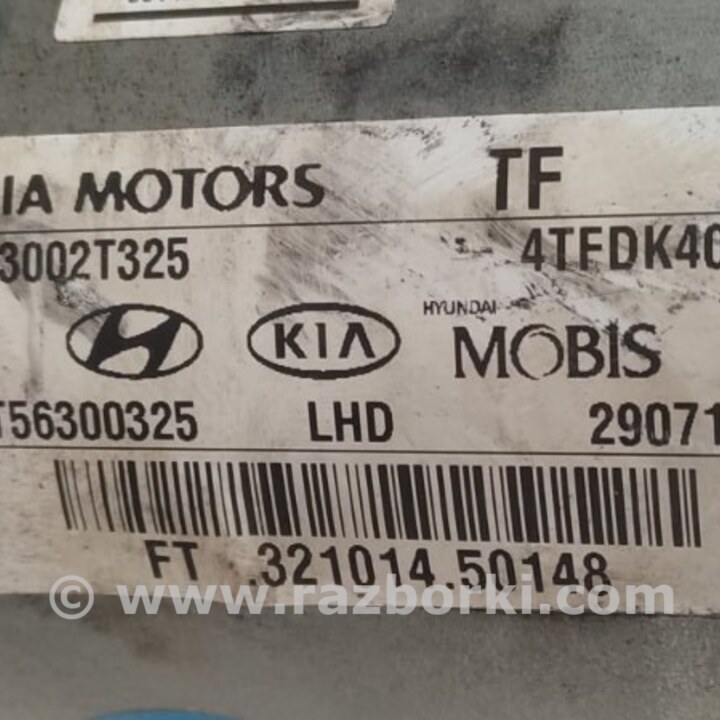 IA MOTORS TF
3002T325 4TFDK40
KIA HYUNDAI
MOBIS
T56300325 LHD 29071
FT .321014.50148
© www.razborki.com